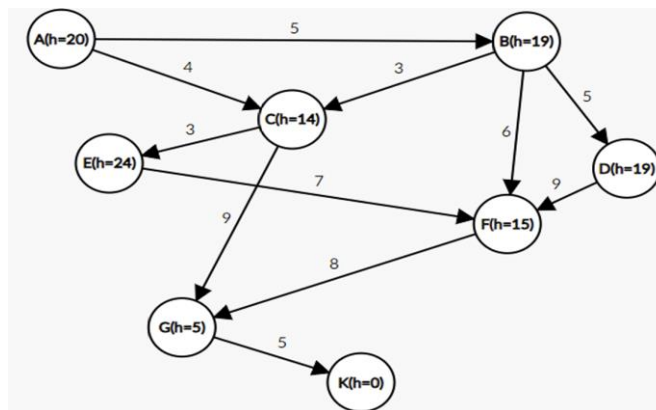 5
A(h=20)
B(h=19)
4
3
5
C(h=14)
3
6
E(h=24)
D(h=19)
7
9
9
F(h=15)
8
G(h=5)
5
K(h=0)